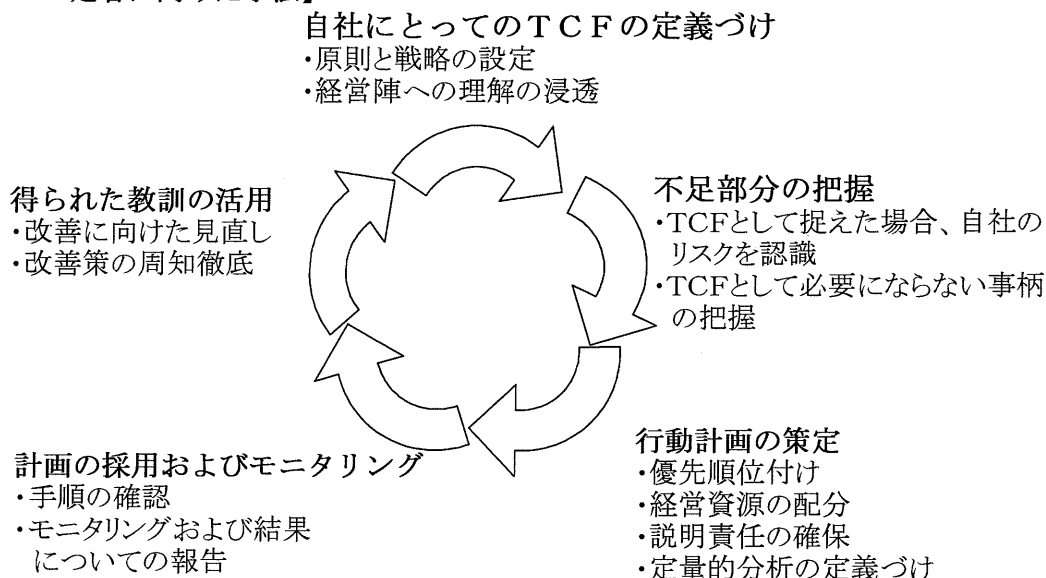 自社にとってのTCFの定義づけ
・原則と戦略の設定
・経営陣への理解の浸透
不足部分の把握
・TCFとして捉えた場合、自社の
リスクを認識
・TCFとして必要にならない事柄
の把握
行動計画の策定
・優先順位付け
・経営資源の配分
・説明責任の確保
・定量的分析の定義づけ
計画の採用およびモニタリング
・手順の確認
・モニタリングおよび結果
についての報告
得られた教訓の活用
・改善に向けた見直し
・改善策の周知徹底